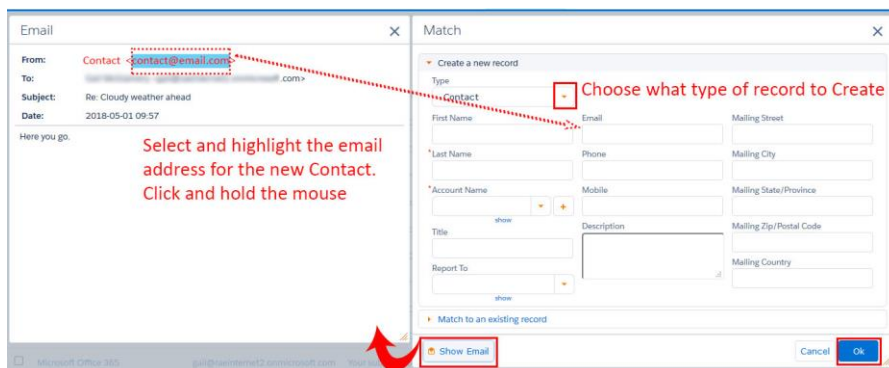 Email
From: Contact <contact@email.com>
To: .com>
Subject: Re: Cloudy weather ahead
Date: 2018-05-01 09:57
Here you go.
Select and highlight the email
address for the new Contact.
Click and hold the mouse
Match
Create a new record
Type
Contact
Choose what type of record to Create
First Name Email Mailing Street
*Last Name Phone Mailing City
*Account Name Mobile Mailing State/Province
show
Title Description Mailing Zip/Postal Code
Report To Mailing Country
show
Match to an existing record
Show Email Cancel Ok
Microsoft Office 365